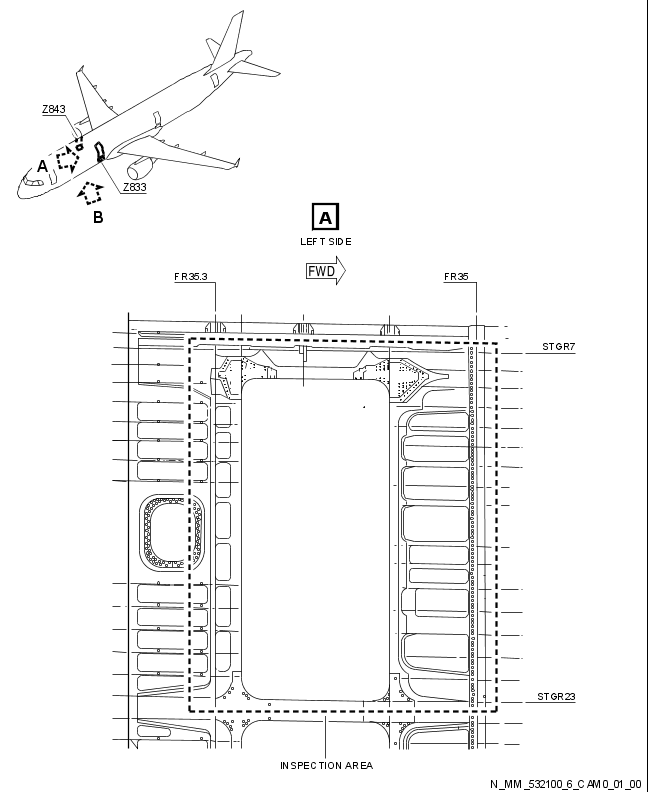 Z843
A
Z833
B
A
LEFT SIDE
FWD
FR35.3
FR35
STGR7
STGR23
INSPECTION AREA
N_MM_532100_6_CAM0_01_00